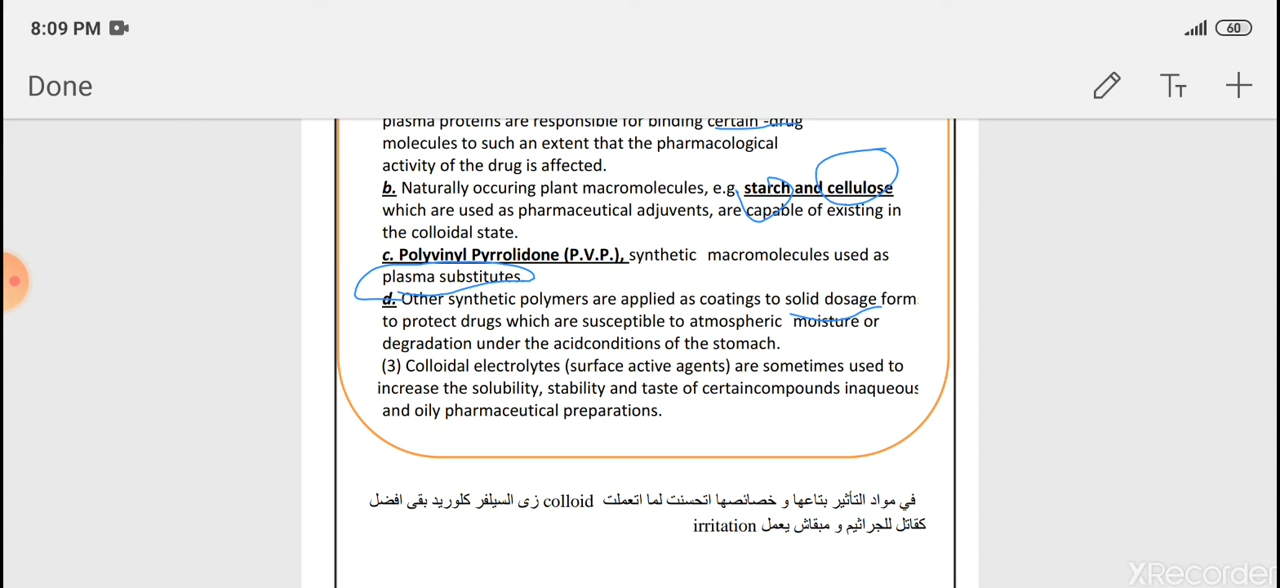 8:09 PM
60
Done
plasma proteins are responsible for binding certain -drug
molecules to such an extent that the pharmacological
activity of the drug is affected.
b. Naturally occuring plant macromolecules, e.g. starch and cellulose
which are used as pharmaceutical adjuvents, are capable of existing in
the colloidal state.
c. Polyvinyl Pyrrolidone (P.V.P.), synthetic macromolecules used as
plasma substitutes
d. Other synthetic polymers are applied as coatings to solid dosage form
to protect drugs which are susceptible to atmospheric moisture or
degradation under the acidconditions of the stomach.
(3) Colloidal electrolytes (surface active agents) are sometimes used to
increase the solubility, stability and taste of certaincompounds inaqueous
and oily pharmaceutical preparations.
في مواد التأثير بتاعها و خصائصها اتحسنت لما اتعملت colloid زى السيلفر كلوريد بقى افضل
كقاتل للجراثيم و مبقاش يعمل irritation
XRecorder